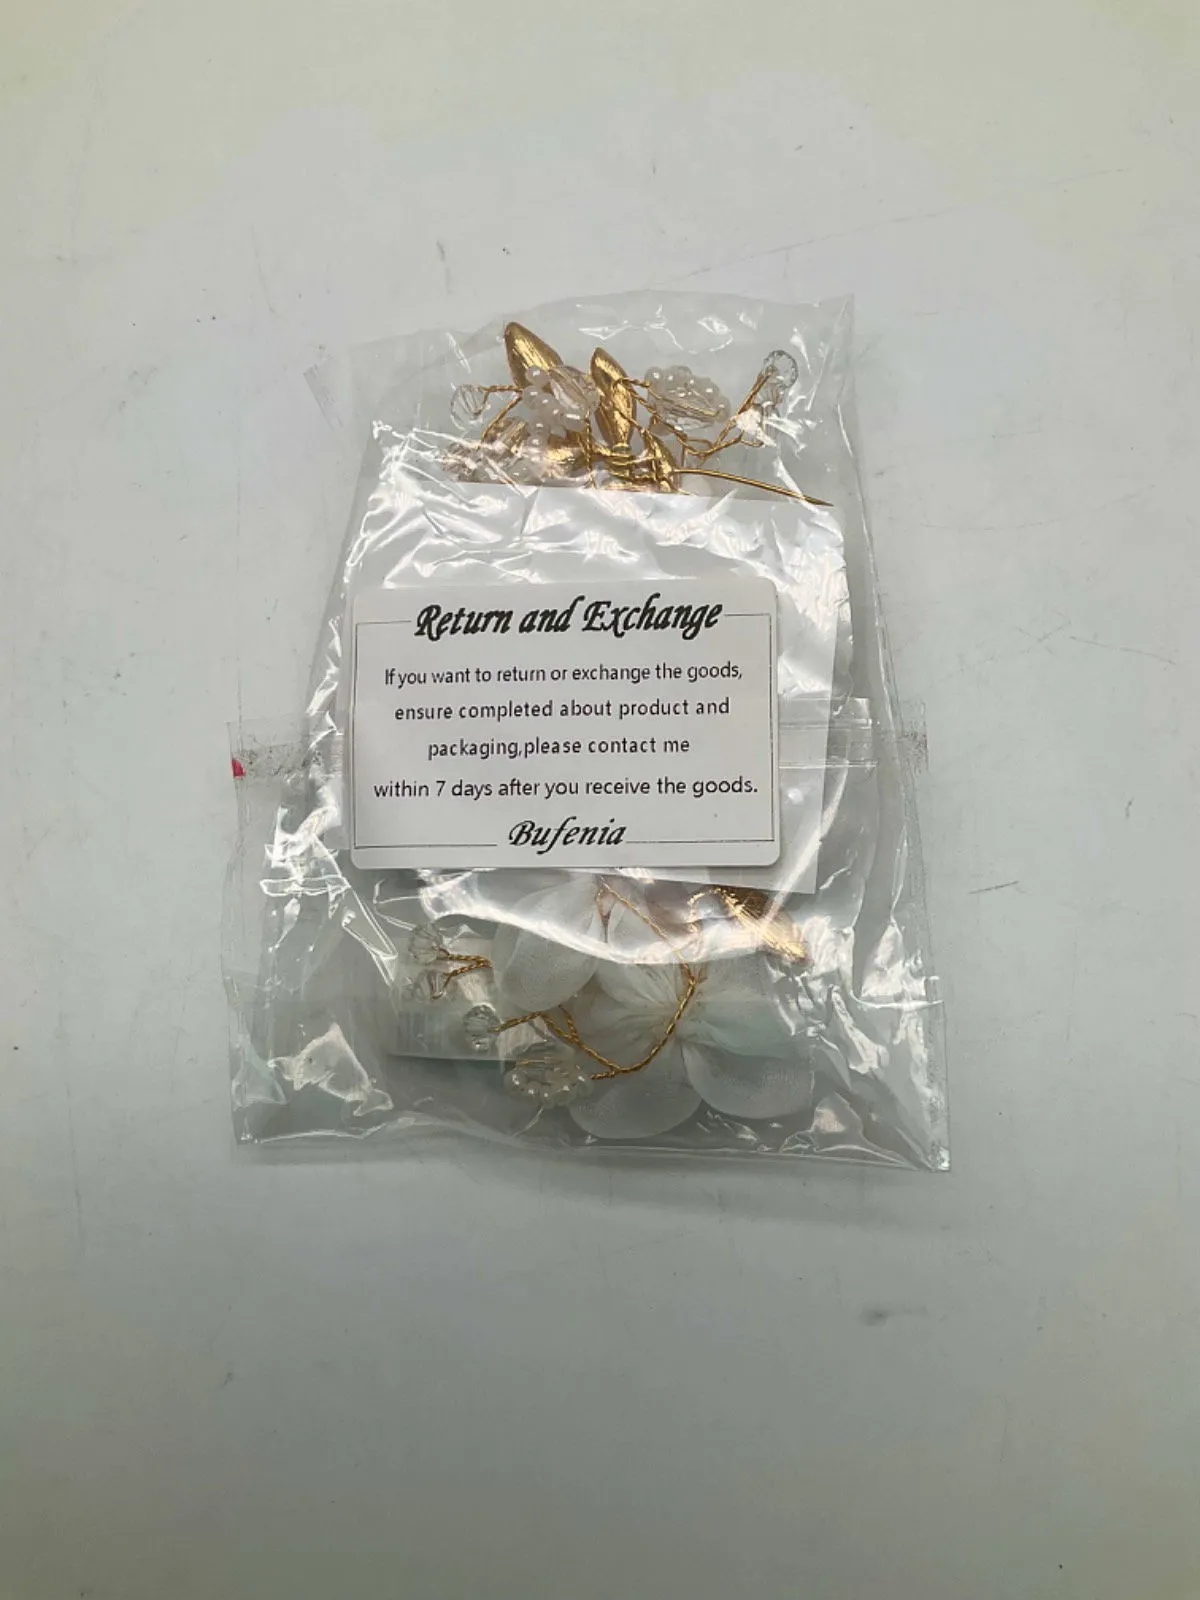 Return and Exchange
If you want to return or exchange the goods,
ensure completed about product and
packaging,please contact me
within 7 days after you receive the goods.
Bufenia